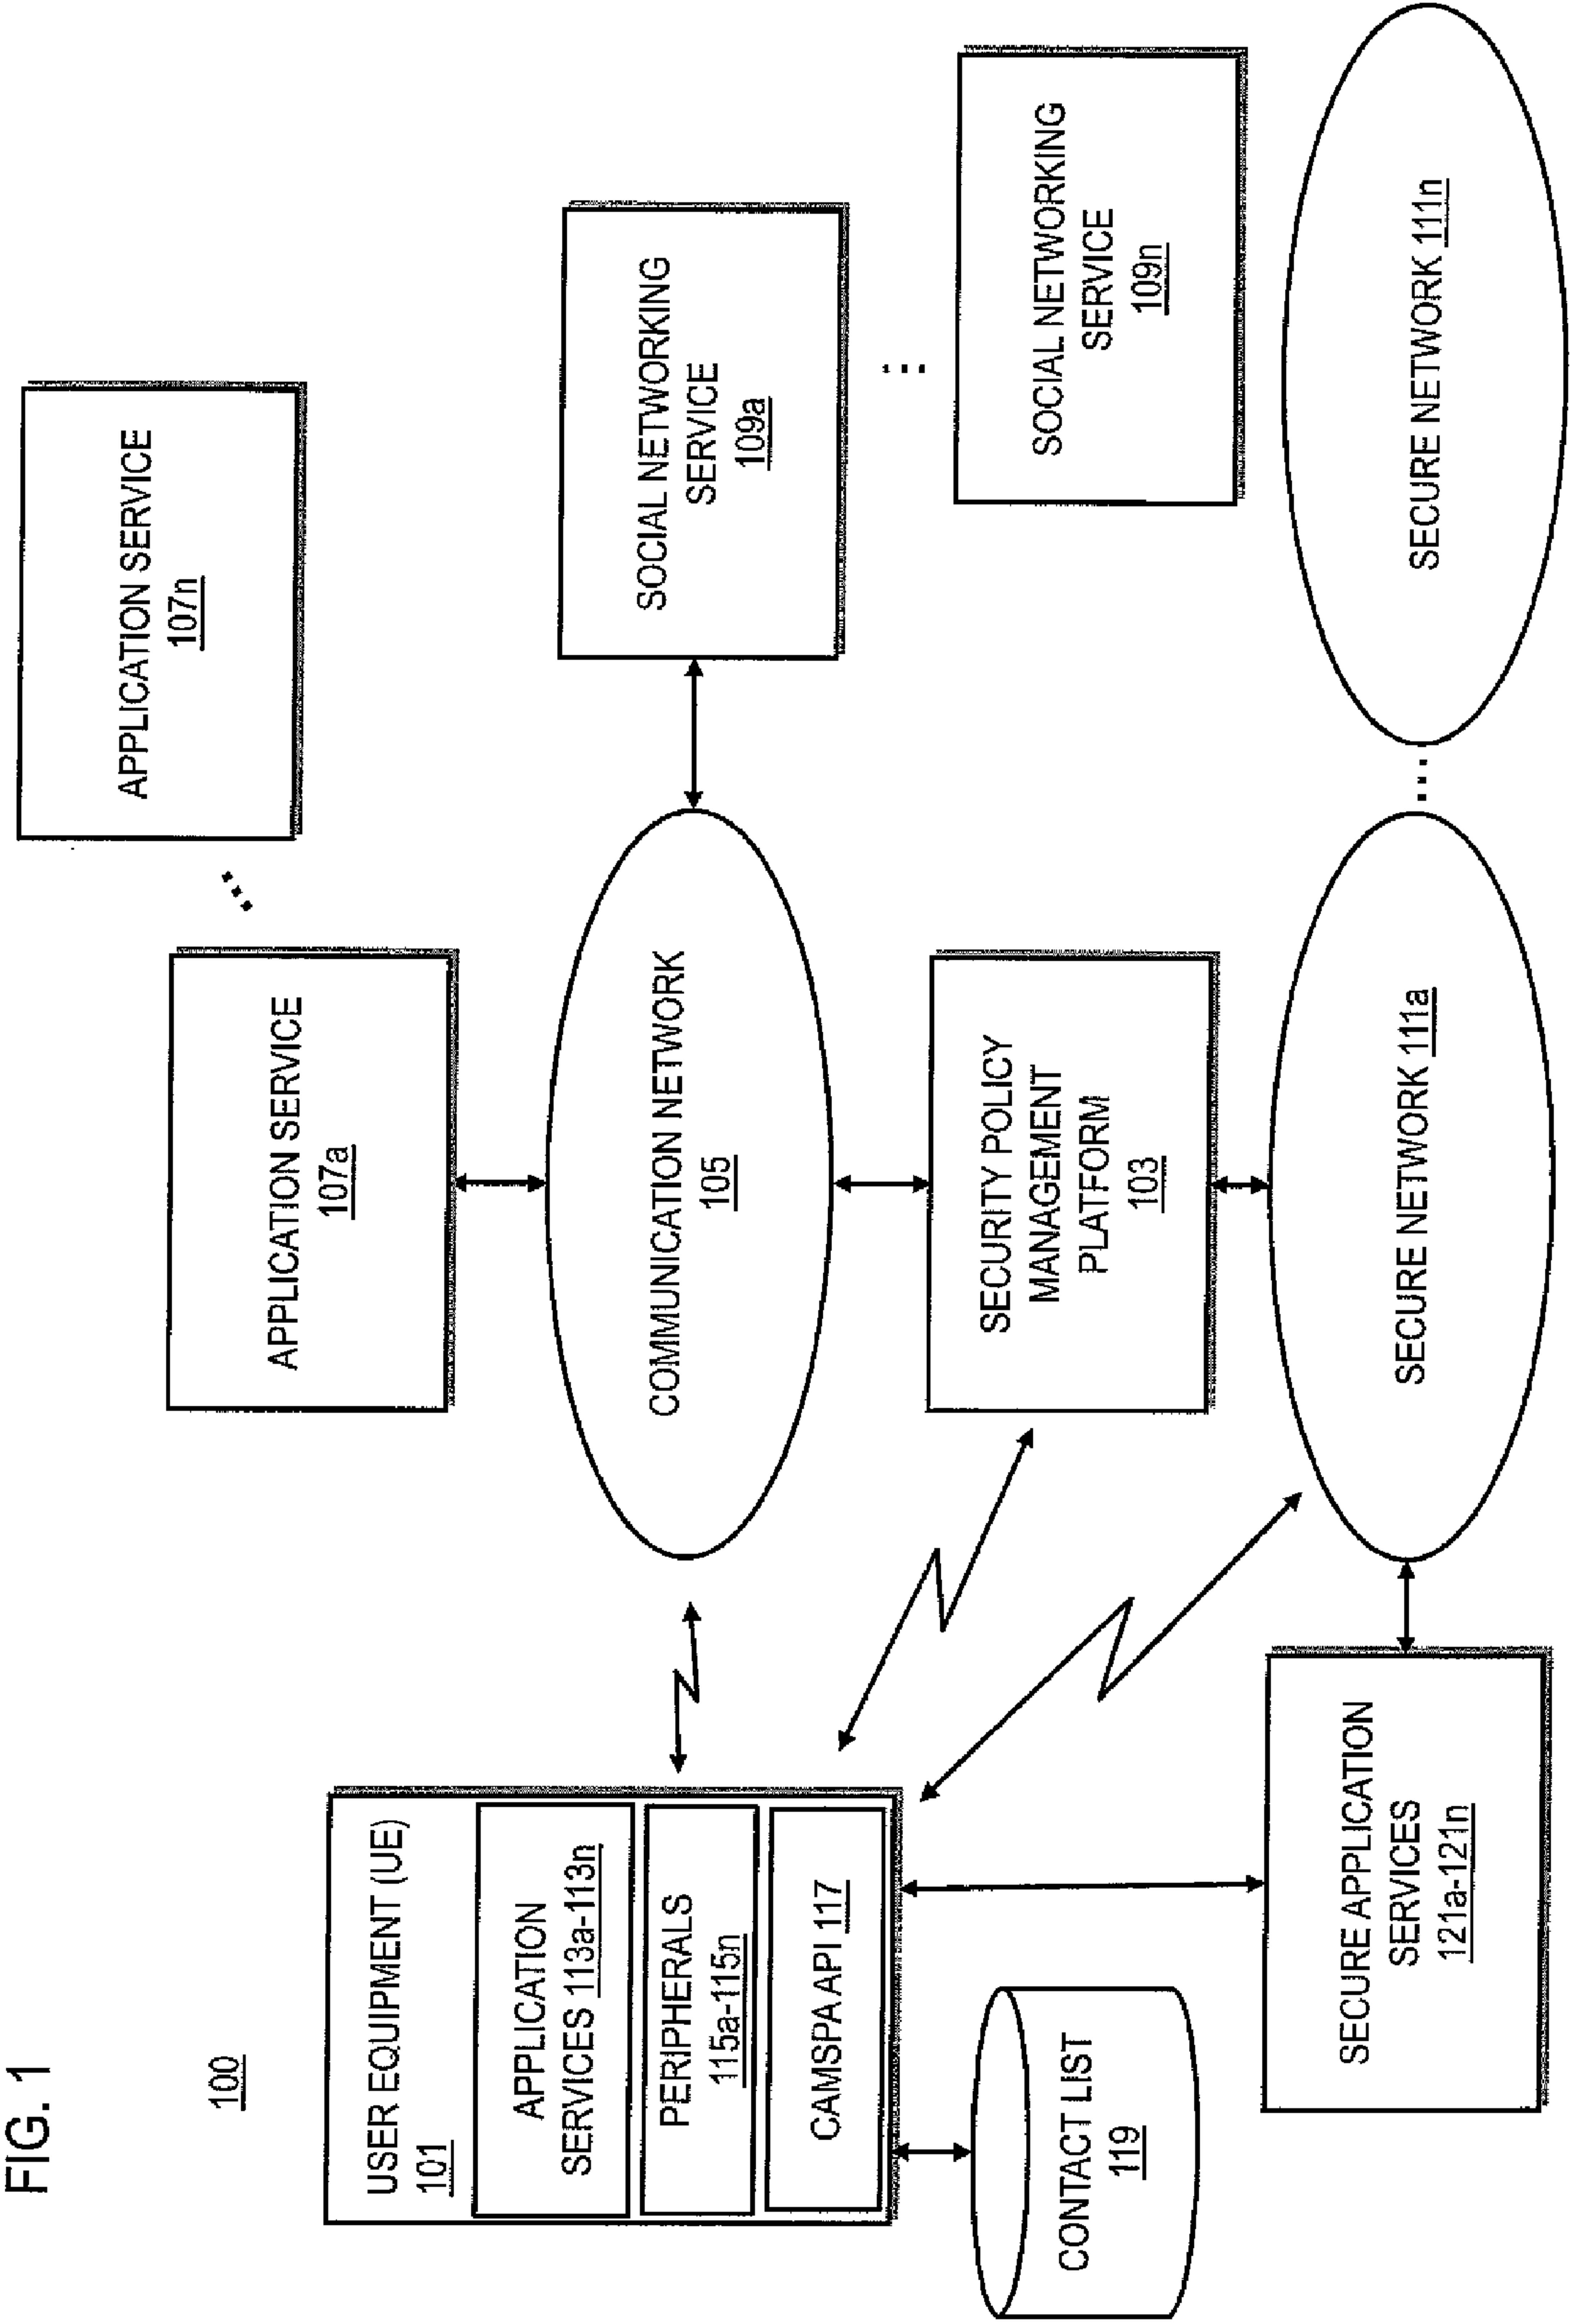 FIG. 1
100
USER EQUIPMENT (UE)
101
APPLICATION
SERVICES 113a-113n
PERIPHERALS
115a-115n
CAMSPA API 117
CONTACT LIST
119
APPLICATION SERVICE
107a
...
APPLICATION SERVICE
107n
COMMUNICATION NETWORK
105
SOCIAL NETWORKING
SERVICE
109a
...
SOCIAL NETWORKING
SERVICE
109n
SECURITY POLICY
MANAGEMENT
PLATFORM
103
SECURE APPLICATION
SERVICES
121a-121n
SECURE NETWORK 111a
...
SECURE NETWORK 111n